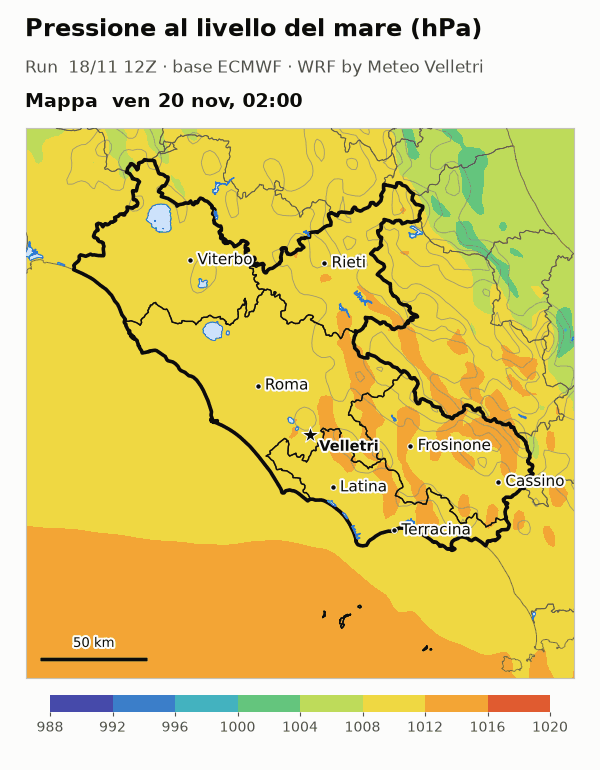 Pressione al livello del mare (hPa)
Run  18/11 12Z · base ECMWF · WRF by Meteo Velletri
Mappa  ven 20 nov, 02:00
Viterbo
Rieti
Roma
Velletri
Frosinone
Cassino
Latina
Terracina
50 km
988 992 996 1000 1004 1008 1012 1016 1020